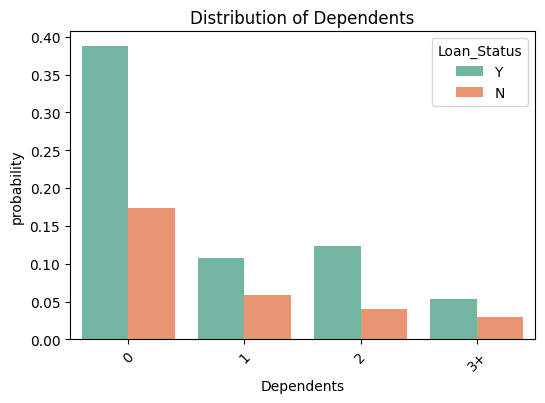 Distribution of Dependents
Loan_Status
Y
N
probability
0.40
0.35
0.30
0.25
0.20
0.15
0.10
0.05
0.00
0
1
2
3+
Dependents